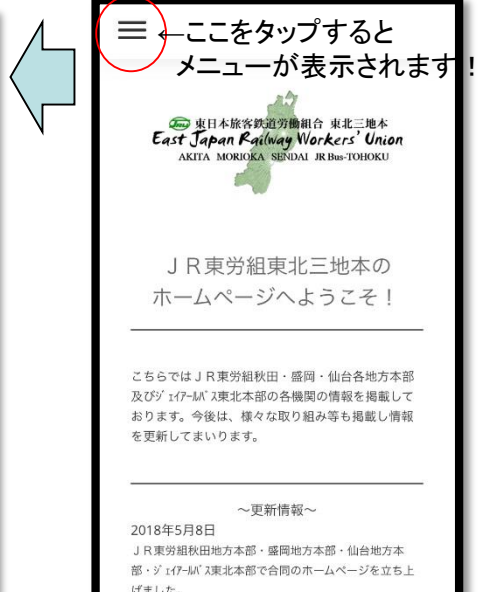 ←ここをタップすると
メニューが表示されます!
東日本旅客鉄道労働組合 東北三地本
East Japan Railway Workers' Union
AKITA MORIOKA SENDAI JR Bus-TOHOKU
JR東労組東北三地本の
ホームページへようこそ!
こちらではJR東労組秋田・盛岡・仙台各地方本部
及びジェイアールバス東北本部の各機関の情報を掲載して
おります。今後は、様々な取り組み等も掲載し情報
を更新してまいります。
~更新情報~
2018年5月8日
JR東労組秋田地方本部・盛岡地方本部・仙台地方本
部・ジェイアールバス東北本部で合同のホームページを立ち上
げました。